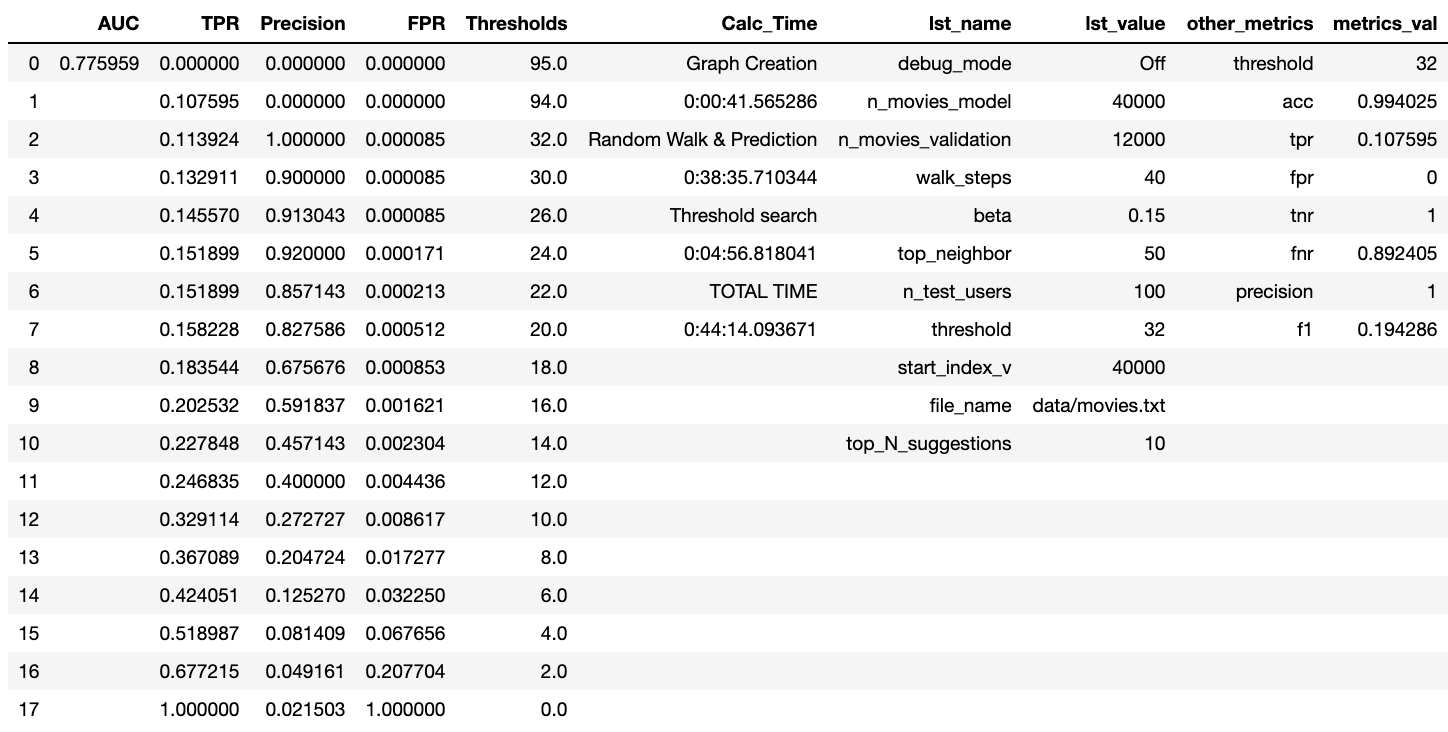 AUC TPR Precision FPR Thresholds Calc_Time lst_name lst_value other_metrics metrics_val
0 0.775959 0.000000 0.000000 0.000000 95.0 Graph Creation debug_mode Off threshold 32
1 0.107595 0.000000 0.000000 94.0 0:00:41.565286 n_movies_model 40000 acc 0.994025
2 0.113924 1.000000 0.000085 32.0 Random Walk & Prediction n_movies_validation 12000 tpr 0.107595
3 0.132911 0.900000 0.000085 30.0 0:38:35.710344 walk_steps 40 fpr 0
4 0.145570 0.913043 0.000085 26.0 Threshold search beta 0.15 tnr 1
5 0.151899 0.920000 0.000171 24.0 0:04:56.818041 top_neighbor 50 fnr 0.892405
6 0.151899 0.857143 0.000213 22.0 TOTAL TIME n_test_users 100 precision 1
7 0.158228 0.827586 0.000512 20.0 0:44:14.093671 threshold 32 f1 0.194286
8 0.183544 0.675676 0.000853 18.0 start_index_v 40000
9 0.202532 0.591837 0.001621 16.0 file_name data/movies.txt
10 0.227848 0.457143 0.002304 14.0 top_N_suggestions 10
11 0.246835 0.400000 0.004436 12.0
12 0.329114 0.272727 0.008617 10.0
13 0.367089 0.204724 0.017277 8.0
14 0.424051 0.125270 0.032250 6.0
15 0.518987 0.081409 0.067656 4.0
16 0.677215 0.049161 0.207704 2.0
17 1.000000 0.021503 1.000000 0.0